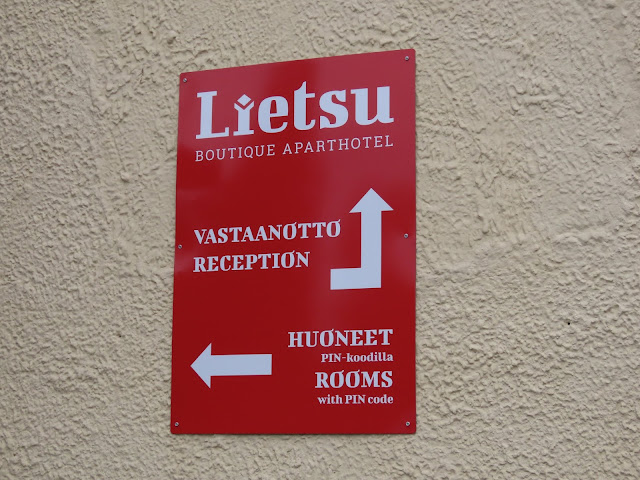 Lietsu
BOUTIQUE APARTHOTEL
VASTAANOTTO
RECEPTION
HUONEET
PIN-koodilla
ROOMS
with PIN code